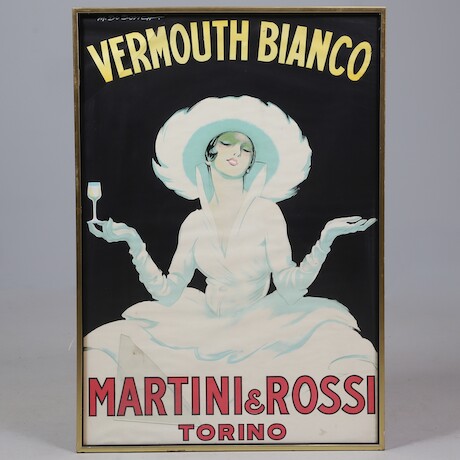 VERMOUTH BIANCO
MARTINI & ROSSI
TORINO